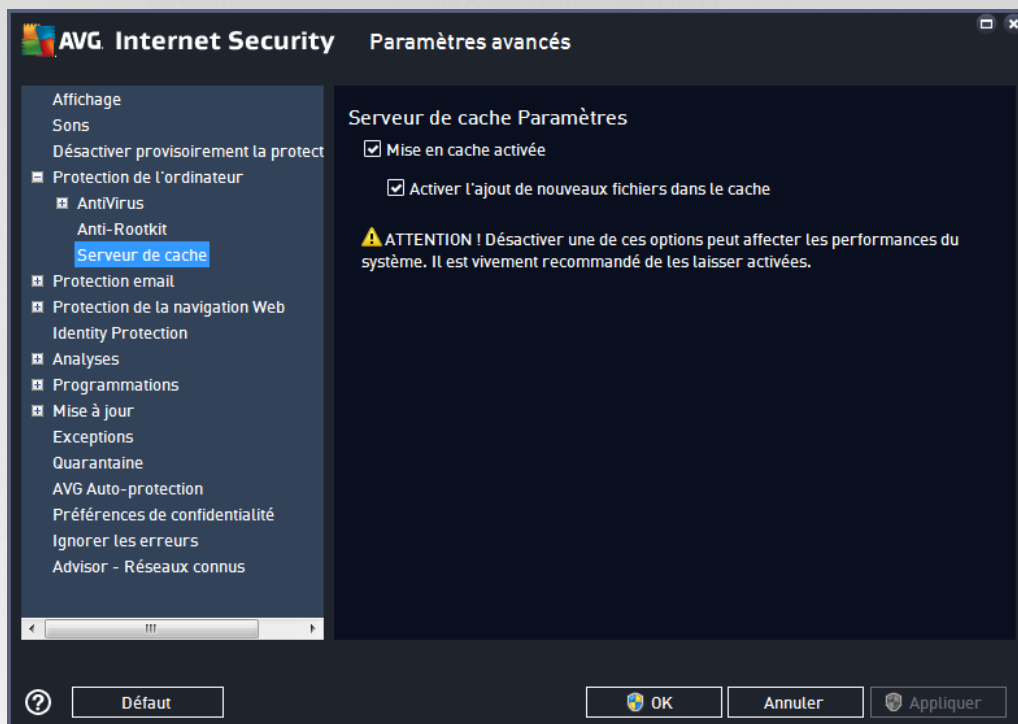 AVG. Internet Security Paramètres avancés
Affichage
Sons
Désactiver provisoirement la protect
Protection de l'ordinateur
AntiVirus
Anti-Rootkit
Serveur de cache
Protection email
Protection de la navigation Web
Identity Protection
Analyses
Programmations
Mise à jour
Exceptions
Quarantaine
AVG Auto-protection
Préférences de confidentialité
Ignorer les erreurs
Advisor - Réseaux connus
Serveur de cache Paramètres
Mise en cache activée
Activer l'ajout de nouveaux fichiers dans le cache
ATTENTION ! Désactiver une de ces options peut affecter les performances du
système. Il est vivement recommandé de les laisser activées.
Défaut
OK
Annuler
Appliquer